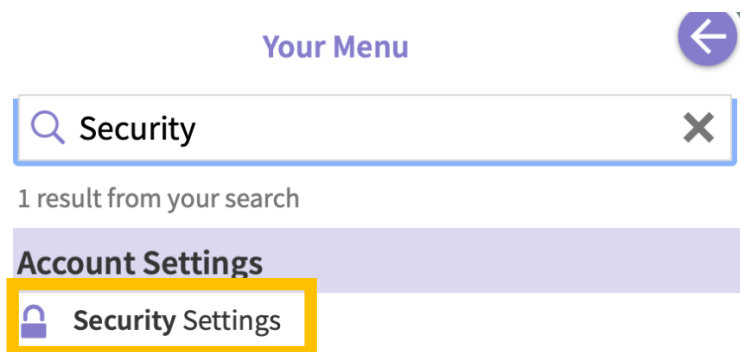 Your Menu
Security
1 result from your search
Account Settings
Security Settings